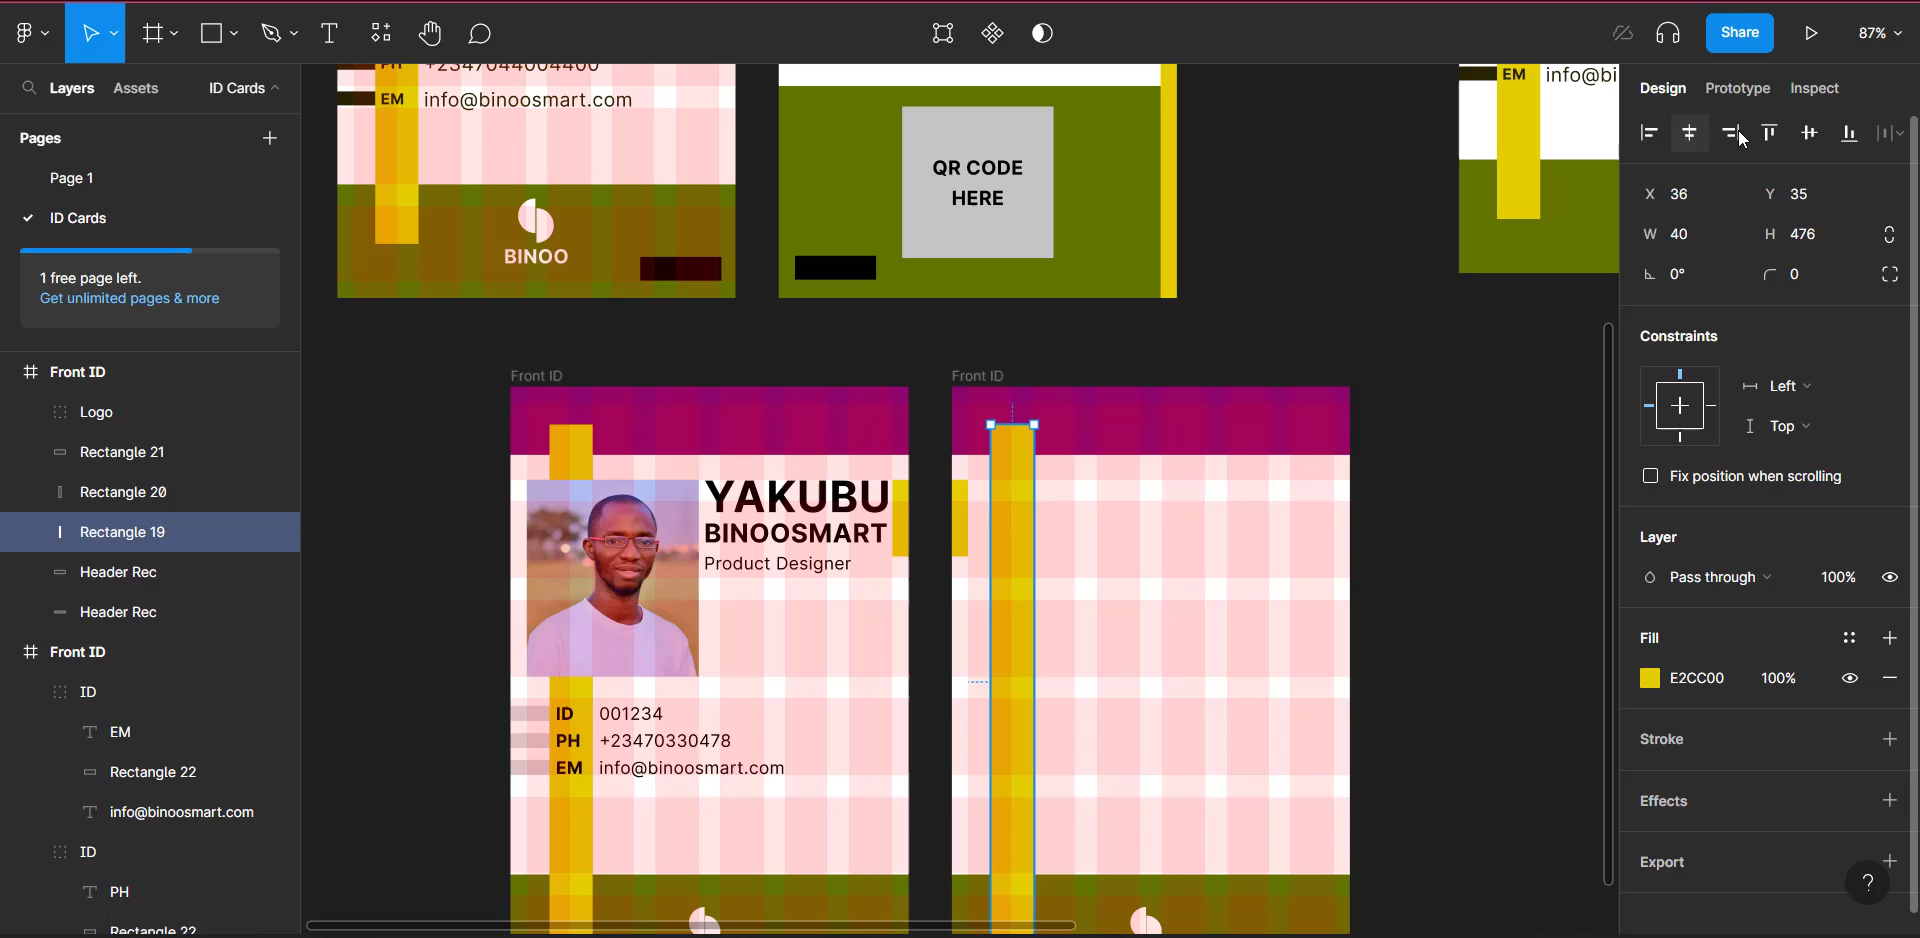 Share
87%
Layers
Assets
ID Cards
Pages
Page 1
ID Cards
1 free page left.
Get unlimited pages & more
Front ID
Logo
Rectangle 21
Rectangle 20
Rectangle 19
Header Rec
Header Rec
Front ID
ID
EM
Rectangle 22
info@binoosmart.com
ID
PH
Rectangle 22
PH +2347044004400
EM info@binoosmart.com
BINOO
QR CODE
HERE
EM info@bi
Front ID
YAKUBU
BINOOSMART
Product Designer
ID 001234
PH +23470330478
EM info@binoosmart.com
Front ID
Design
Prototype
Inspect
X 36
Y 35
W 40
H 476
0°
0
Constraints
Left
Top
Fix position when scrolling
Layer
Pass through
100%
Fill
E2CC00
100%
Stroke
Effects
Export
?